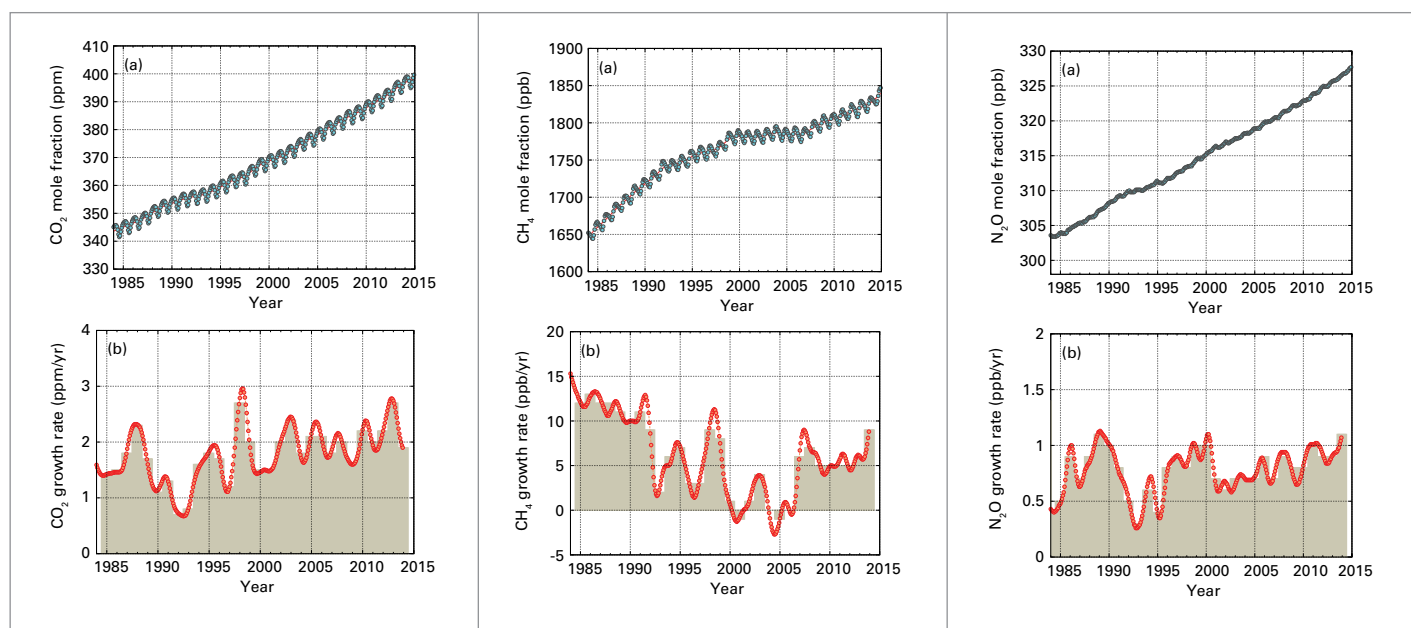 CO2 mole fraction (ppm)
410
400
390
380
370
360
350
340
330
(a)
1985 1990 1995 2000 2005 2010 2015
Year
CH4 mole fraction (ppb)
1900
1850
1800
1750
1700
1650
1600
(a)
1985 1990 1995 2000 2005 2010 2015
Year
N2O mole fraction (ppb)
330
325
320
315
310
305
300
(a)
1985 1990 1995 2000 2005 2010 2015
Year
CO2 growth rate (ppm/yr)
4
3
2
1
0
(b)
1985 1990 1995 2000 2005 2010 2015
Year
CH4 growth rate (ppb/yr)
20
15
10
5
0
-5
(b)
1985 1990 1995 2000 2005 2010 2015
Year
N2O growth rate (ppb/yr)
2
1.5
1
0.5
0
(b)
1985 1990 1995 2000 2005 2010 2015
Year